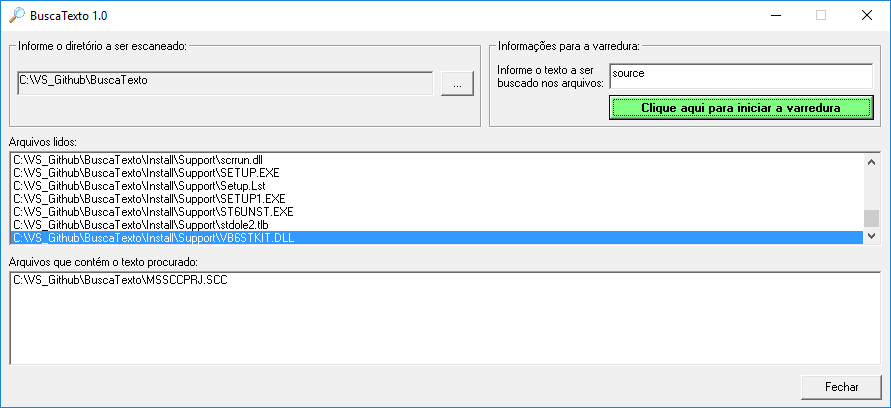 BuscaTexto 1.0
Informe o diretório a ser escaneado:
C:\VS_Github\BuscaTexto
...
Informações para a varredura:
Informe o texto a ser
buscado nos arquivos:
source
Clique aqui para iniciar a varredura
Arquivos lidos:
C:\VS_Github\BuscaTexto\Install\Support\scrrun.dll
C:\VS_Github\BuscaTexto\Install\Support\SETUP.EXE
C:\VS_Github\BuscaTexto\Install\Support\Setup.Lst
C:\VS_Github\BuscaTexto\Install\Support\SETUP1.EXE
C:\VS_Github\BuscaTexto\Install\Support\ST6UNST.EXE
C:\VS_Github\BuscaTexto\Install\Support\stdole2.tlb
C:\VS_Github\BuscaTexto\Install\Support\VB6STKIT.DLL
Arquivos que contém o texto procurado:
C:\VS_Github\BuscaTexto\MSSCCPRJ.SCC
Fechar